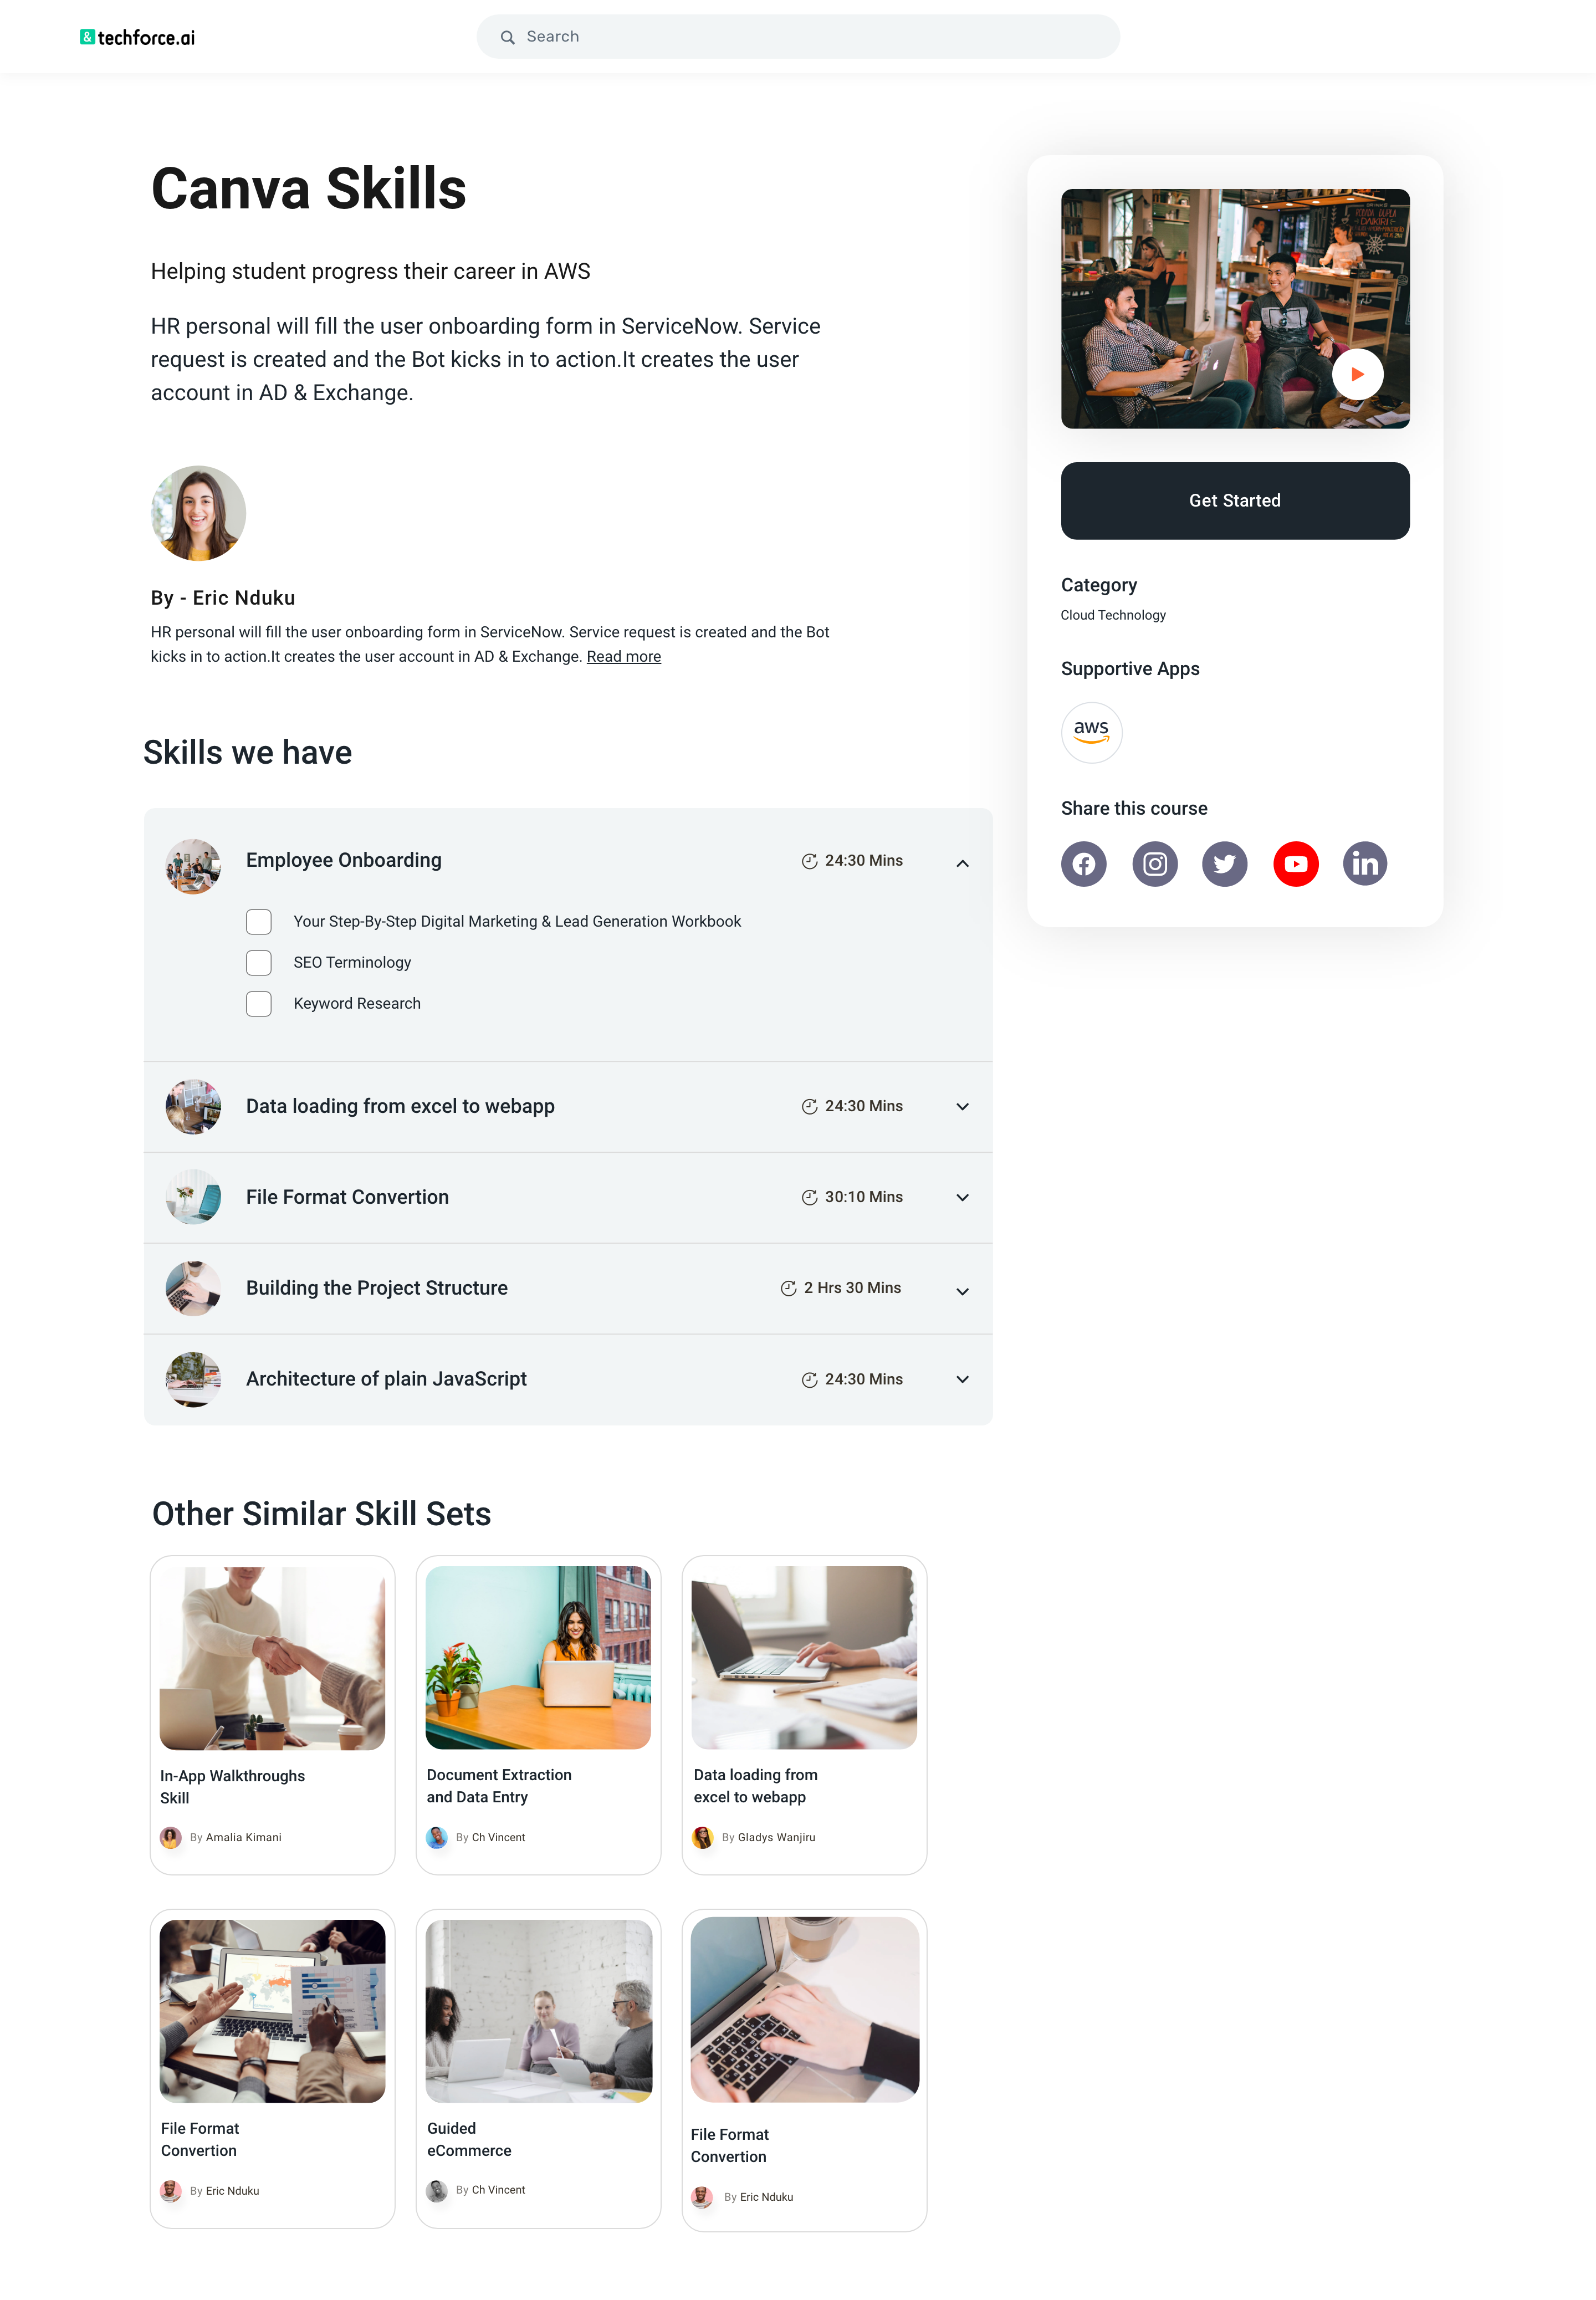 & techforce.ai
Search
Canva Skills
Helping student progress their career in AWS
HR personal will fill the user onboarding form in ServiceNow. Service
request is created and the Bot kicks in to action.It creates the user
account in AD & Exchange.
By - Eric Nduku
HR personal will fill the user onboarding form in ServiceNow. Service request is created and the Bot
kicks in to action.It creates the user account in AD & Exchange. Read more
Get Started
Category
Cloud Technology
Supportive Apps
aws
Share this course
in
Skills we have
Employee Onboarding
24:30 Mins
Your Step-By-Step Digital Marketing & Lead Generation Workbook
SEO Terminology
Keyword Research
Data loading from excel to webapp
24:30 Mins
File Format Convertion
30:10 Mins
Building the Project Structure
2 Hrs 30 Mins
Architecture of plain JavaScript
24:30 Mins
Other Similar Skill Sets
In-App Walkthroughs
Skill
By Amalia Kimani
Document Extraction
and Data Entry
By Ch Vincent
Data loading from
excel to webapp
By Gladys Wanjiru
File Format
Convertion
By Eric Nduku
Guided
eCommerce
By Ch Vincent
File Format
Convertion
By Eric Nduku